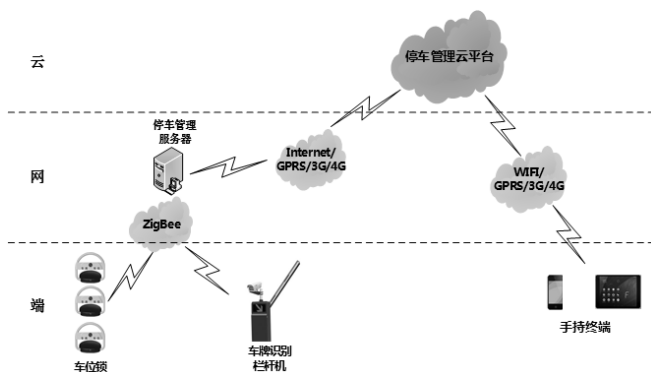 云
停车管理云平台
停车管理
服务器
Internet/
GPRS/3G/4G
WIFI/
GPRS/3G/4G
网
ZigBee
端
手持终端
车位锁
车牌识别
栏杆机